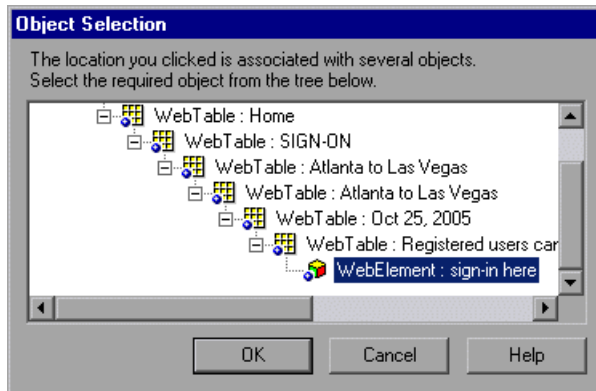 Object Selection
The location you clicked is associated with several objects.
Select the required object from the tree below.
WebTable : Home
WebTable : SIGN-ON
WebTable : Atlanta to Las Vegas
WebTable : Atlanta to Las Vegas
WebTable : Oct 25, 2005
WebTable : Registered users car
WebElement : sign-in here
OK Cancel Help